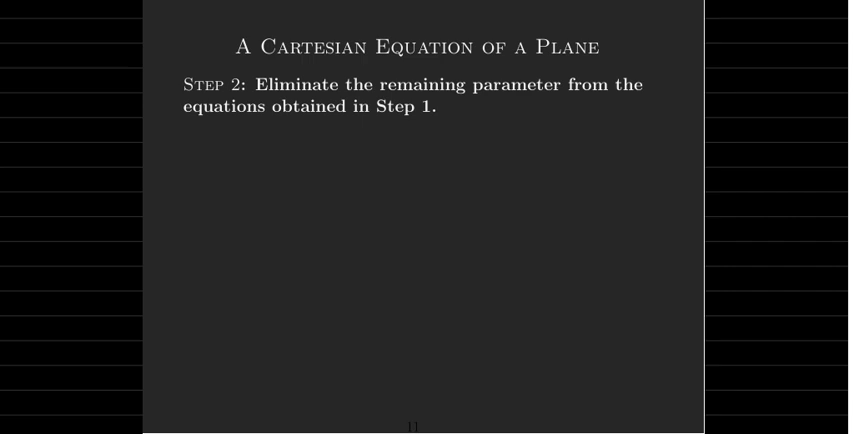 A Cartesian Equation of a Plane
Step 2: Eliminate the remaining parameter from the
equations obtained in Step 1.
11